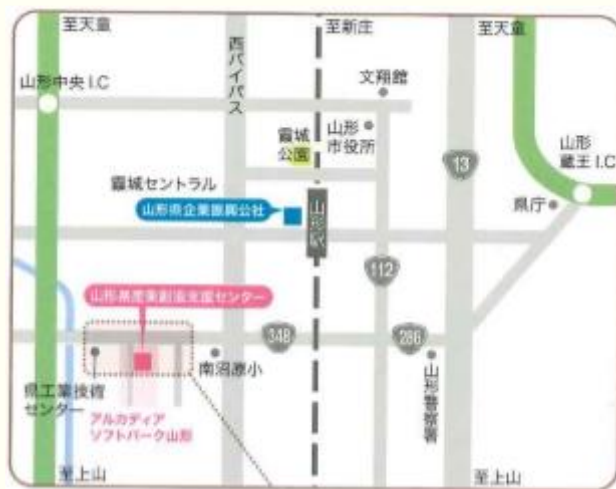 至天童
西バイパス
至新庄
至天童
山形中央 I.C
文翔館
霞城
公園
山形
市役所
13
山形
蔵王 I.C
霞城セントラル
山形県企業振興公社
山形駅
県庁
112
山形県産業創造支援センター
348
286
南沼原小
山形警察署
県工業技術
センター
アルカディア
ソフトパーク山形
至上山
至上山